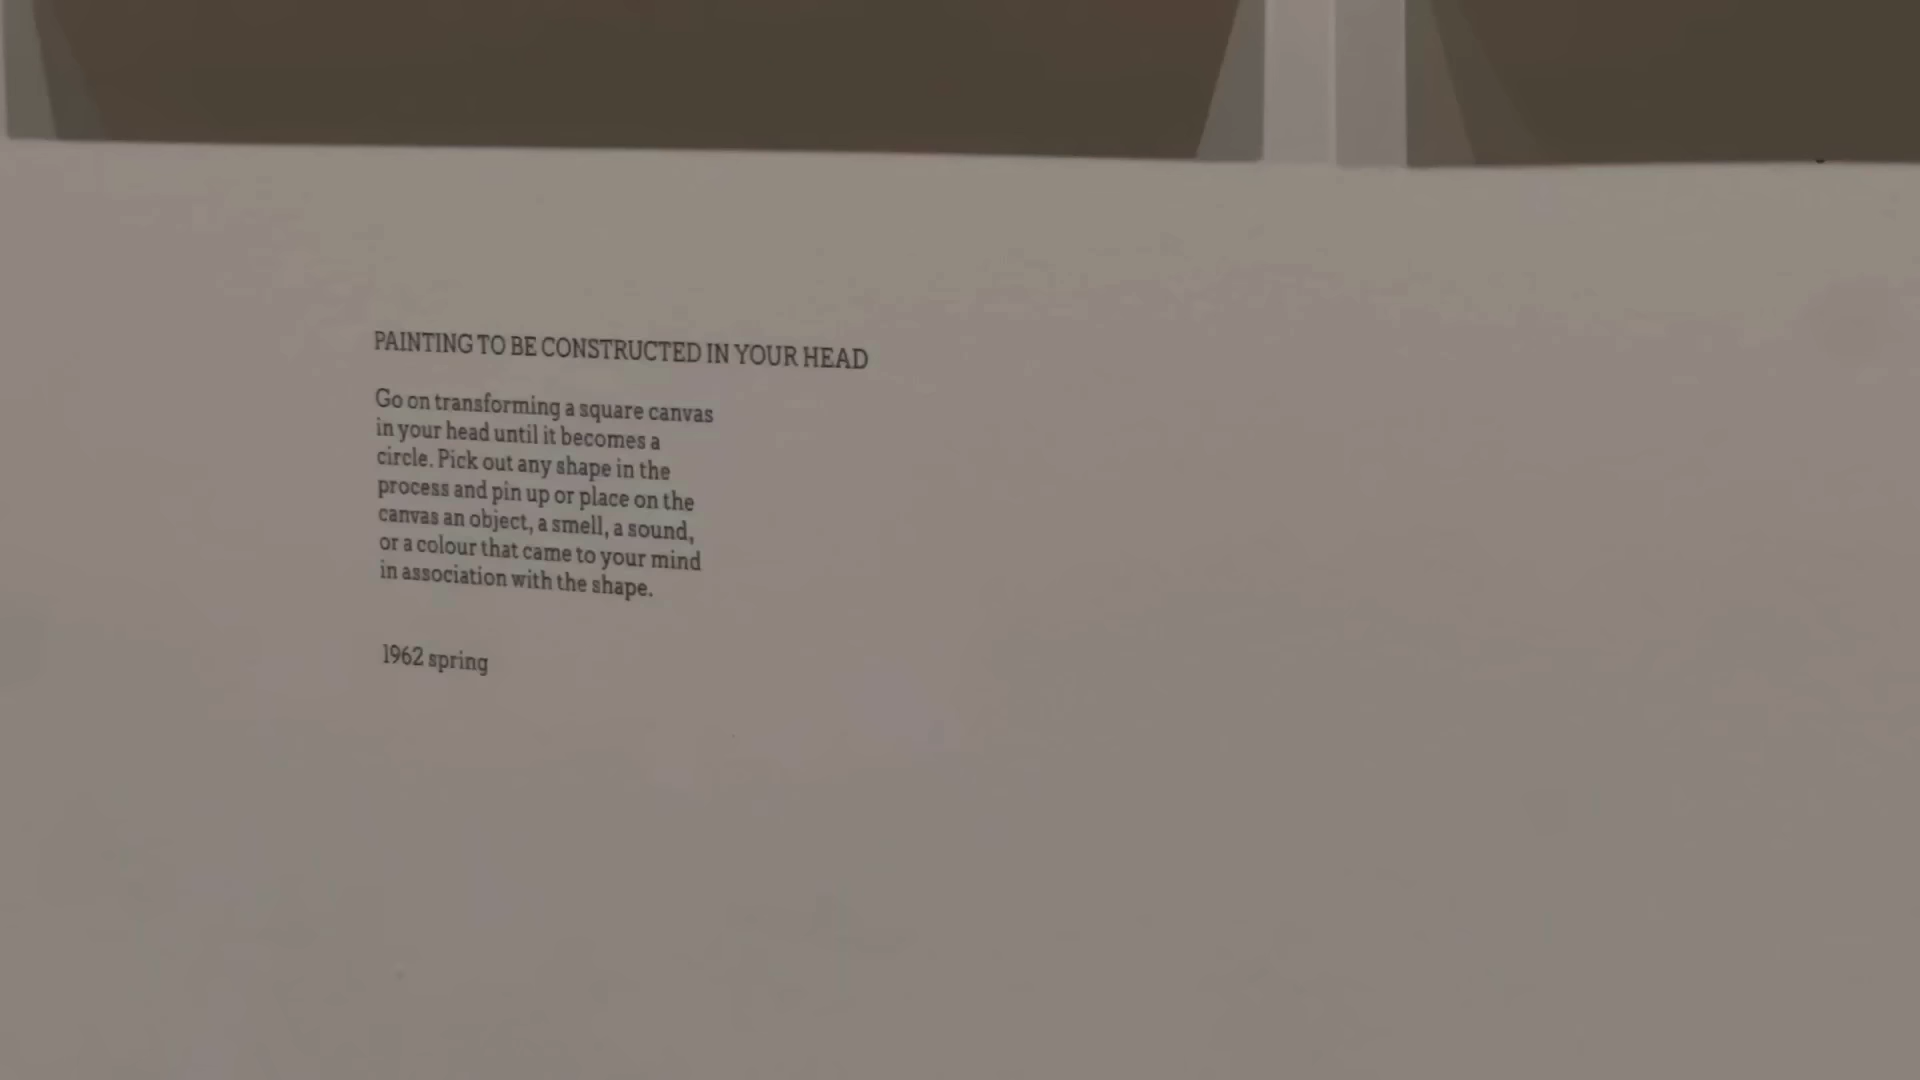 PAINTING TO BE CONSTRUCTED IN YOUR HEAD
Go on transforming a square canvas
in your head until it becomes a
circle. Pick out any shape in the
process and pin up or place on the
canvas an object, a smell, a sound,
or a colour that came to your mind
in association with the shape.
1962 spring